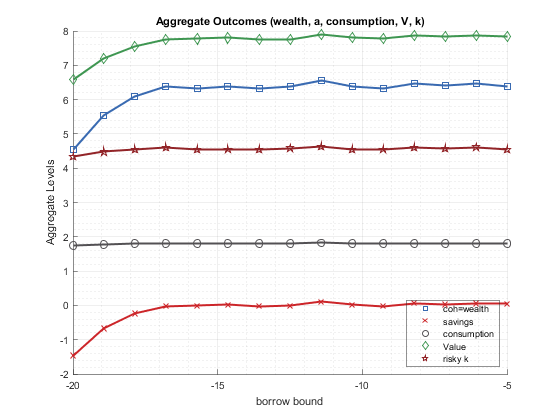 Aggregate Outcomes (wealth, a, consumption, V, k)
8
7
6
5
4
3
2
1
0
-1
-2
Aggregate Levels
-20
-15
-10
-5
borrow bound
coh=wealth
savings
consumption
Value
risky k